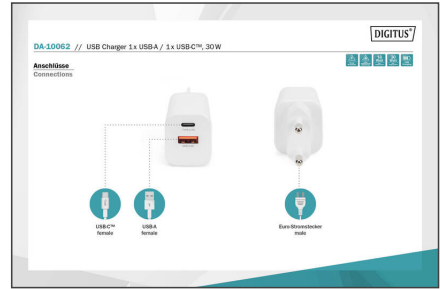 DIGITUS®
DA-10062 // USB Charger 1x USB-A / 1x USB-C™, 30W
Anschlüsse
Connections
USB-C™
female
USB-A
female
Euro-Stromstecker
male